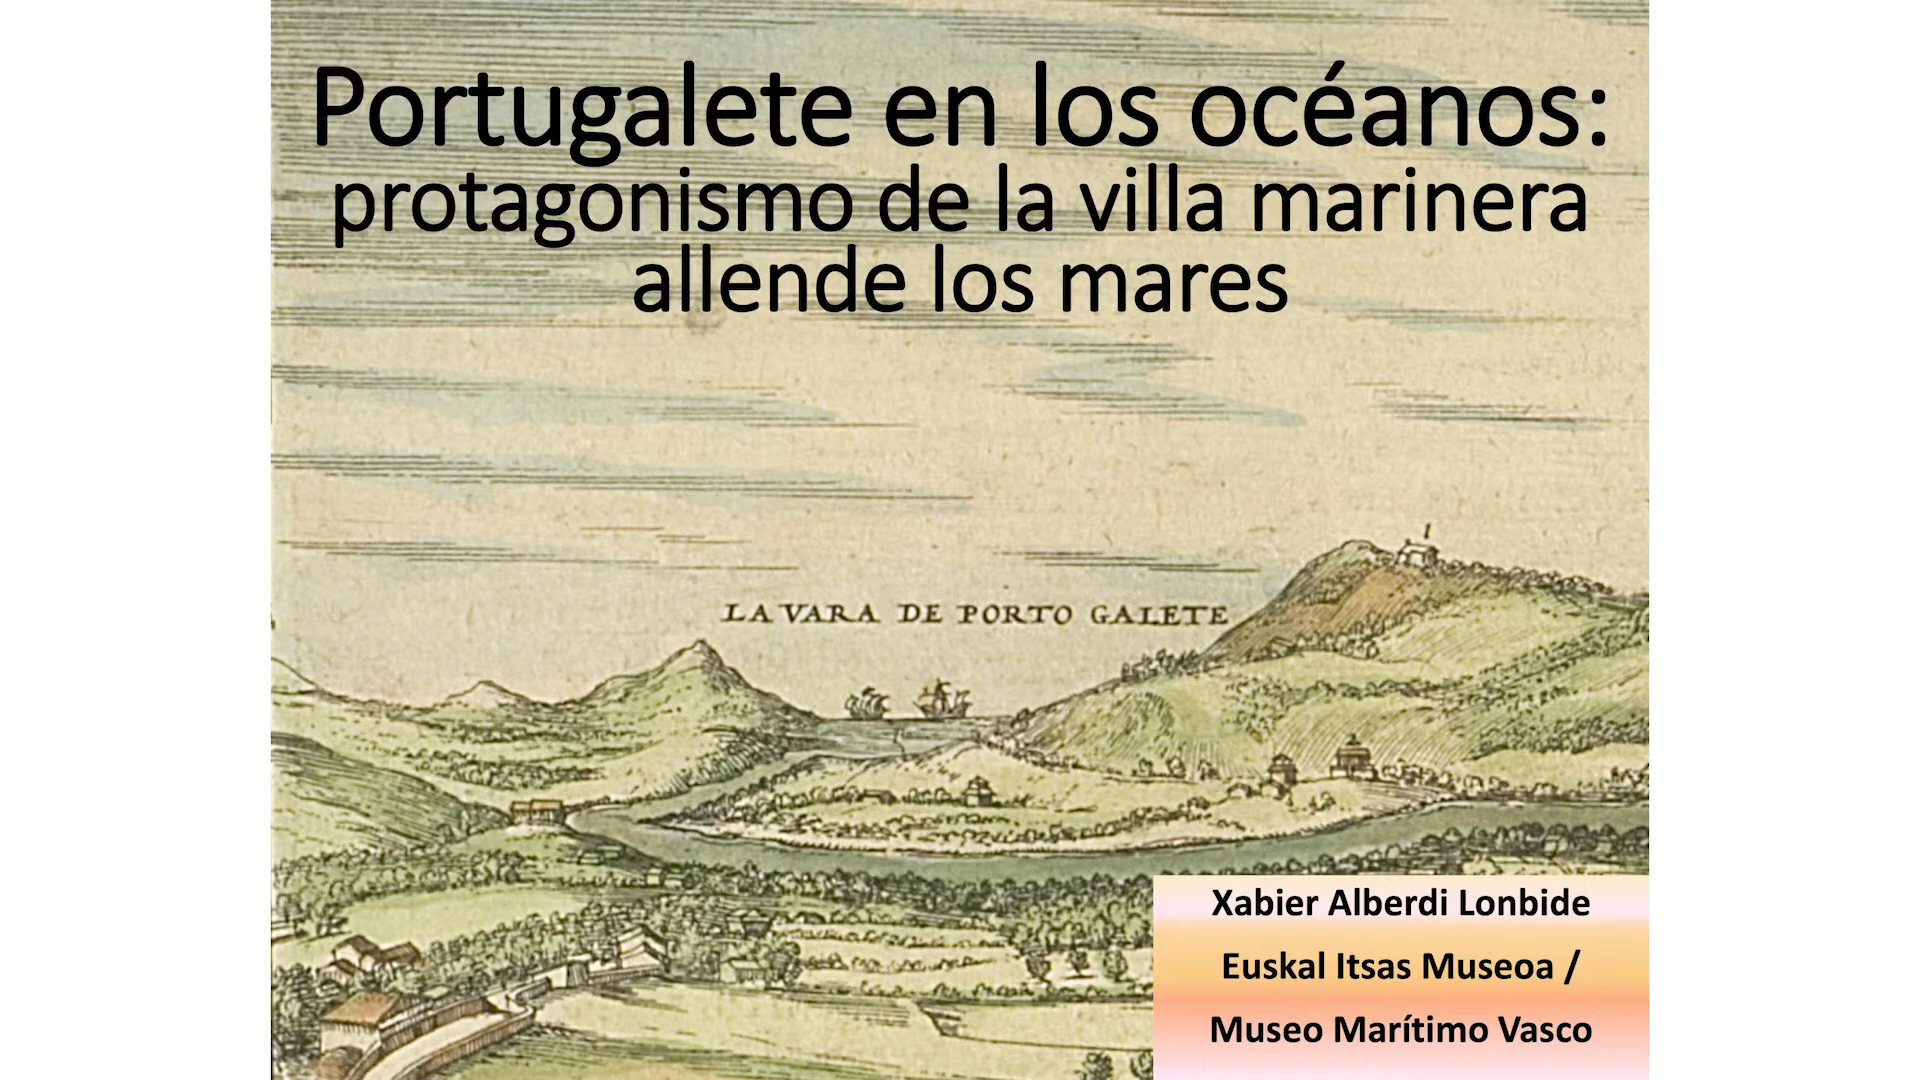 Portugalete en los océanos:
protagonismo de la villa marinera
allende los mares
LA VARA DE PORTO GALETE
Xabier Alberdi Lonbide
Euskal Itsas Museoa /
Museo Marítimo Vasco